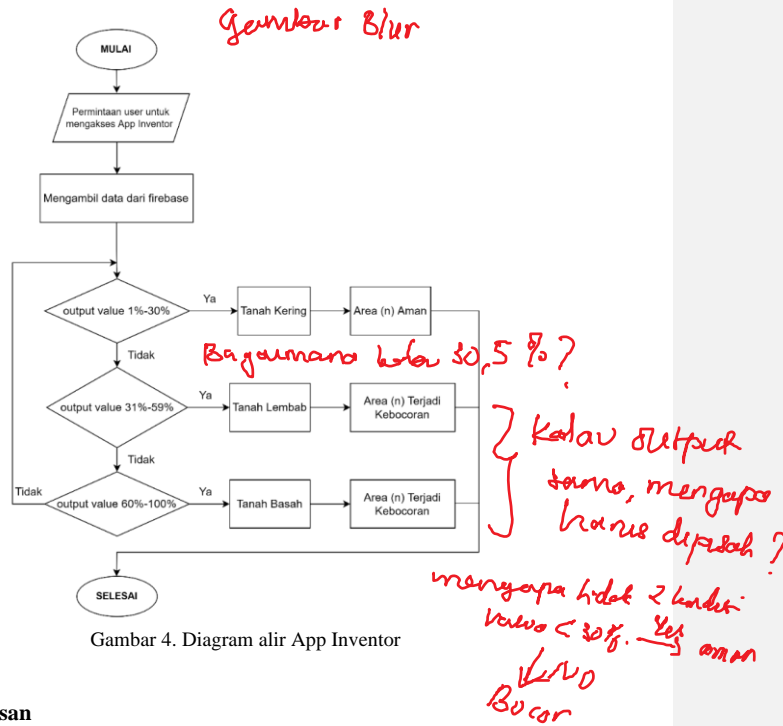 Gambar Blur
MULAI
Permintaan user untuk
mengakses App Inventor
Mengambil data dari firebase
output value 1%-30%
Ya
Tanah Kering
Area (n) Aman
Tidak
Bagaimana kalau 30,5 %?
output value 31%-59%
Ya
Tanah Lembab
Area (n) Terjadi
Kebocoran
Tidak
Tidak
output value 60%-100%
Ya
Tanah Basah
Area (n) Terjadi
Kebocoran
Kalau output
sama, mengapa
harus dipisah ?
SELESAI
mengapa tidak 2 kondisi
value < 30%. Yes aman
NO
Bocor
Gambar 4. Diagram alir App Inventor
san